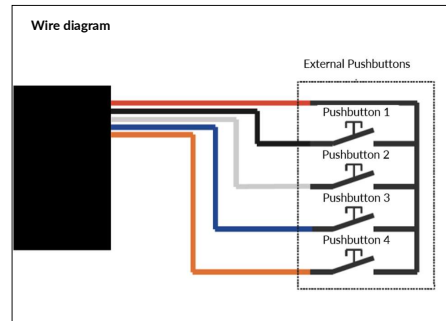 Wire diagram
External Pushbuttons
Pushbutton 1
Pushbutton 2
Pushbutton 3
Pushbutton 4